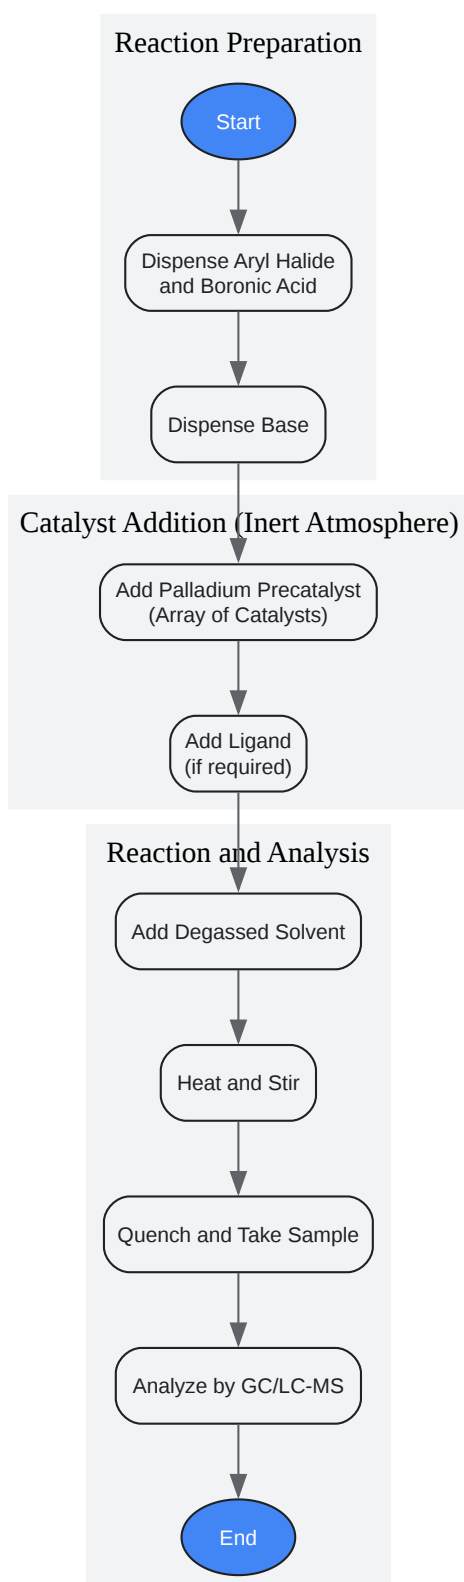 Reaction Preparation
Start
Dispense Aryl Halide
and Boronic Acid
Dispense Base
Catalyst Addition (Inert Atmosphere)
Add Palladium Precatalyst
(Array of Catalysts)
Add Ligand
(if required)
Reaction and Analysis
Add Degassed Solvent
Heat and Stir
Quench and Take Sample
Analyze by GC/LC-MS
End